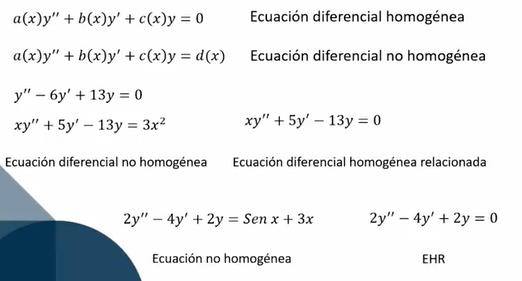 a(x)y'' + b(x)y' + c(x)y = 0 Ecuación diferencial homogénea
a(x)y'' + b(x)y' + c(x)y = d(x) Ecuación diferencial no homogénea
y'' − 6y' + 13y = 0
xy'' + 5y' − 13y = 3x² xy'' + 5y' − 13y = 0
Ecuación diferencial no homogénea Ecuación diferencial homogénea relacionada
2y'' − 4y' + 2y = Sen x + 3x 2y'' − 4y' + 2y = 0
Ecuación no homogénea EHR